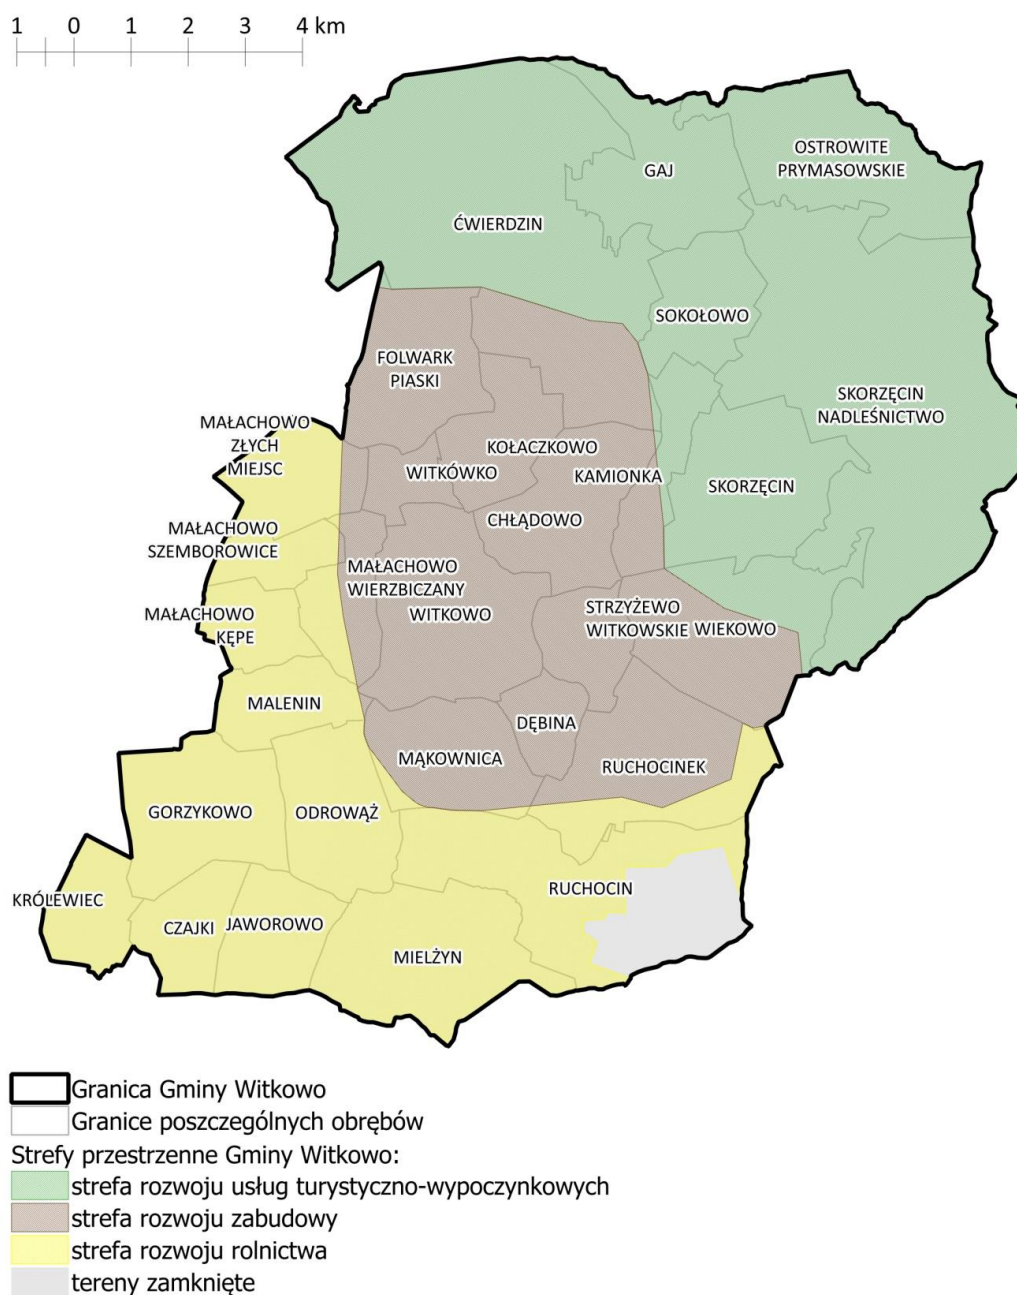 1 0 1 2 3 4 km
OSTROWITE
PRYMASOWSKIE
GAJ
ĆWIERDZIN
SOKOŁOWO
FOLWARK
PIASKI
SKORZĘCIN
NADLEŚNICTWO
MAŁACHOWO
ZŁYCH
MIEJSC
KOŁACZKOWO
WITKÓWKO
KAMIONKA
SKORZĘCIN
CHŁĄDOWO
MAŁACHOWO
SZEMBOROWICE
MAŁACHOWO
WIERZBICZANY
WITKOWO
STRZYŻEWO
WITKOWSKIE
WIEKOWO
MAŁACHOWO
KĘPE
MALENIN
DĘBINA
MĄKOWNICA
RUCHOCINEK
GORZYKOWO
ODROWĄŻ
RUCHOCIN
KRÓLEWIEC
CZAJKI
JAWOROWO
MIELŻYN
Granica Gminy Witkowo
Granice poszczególnych obrębów
Strefy przestrzenne Gminy Witkowo:
strefa rozwoju usług turystyczno-wypoczynkowych
strefa rozwoju zabudowy
strefa rozwoju rolnictwa
tereny zamknięte